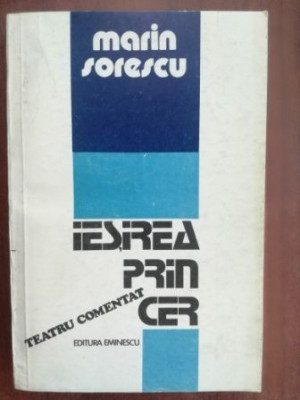 marin
sorescu
IEȘIREA
PRIN
CER
TEATRU COMENTAT
EDITURA EMINESCU